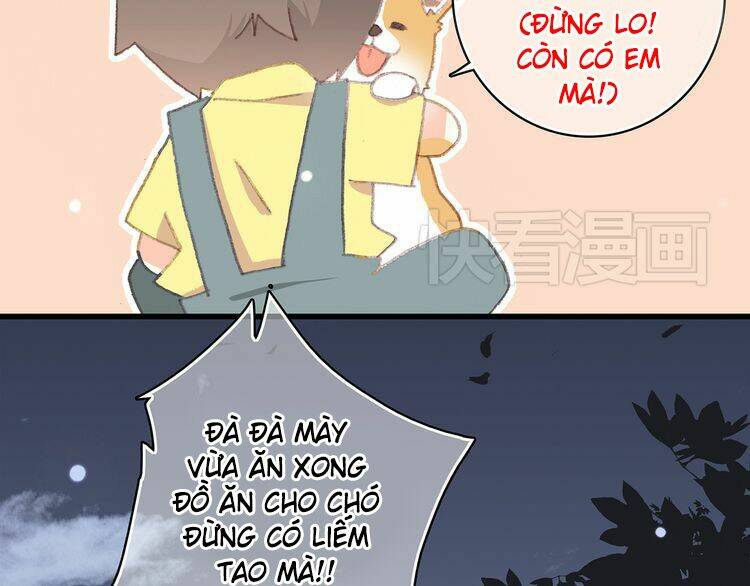 (ĐỪNG LO!
CÒN CÓ EM
MÀ!)
快看漫画
ĐÀ ĐÀ MÀY
VỪA ĂN XONG
ĐỒ ĂN CHO CHÓ
ĐỪNG CÓ LIẾM
TAO MÀ!!